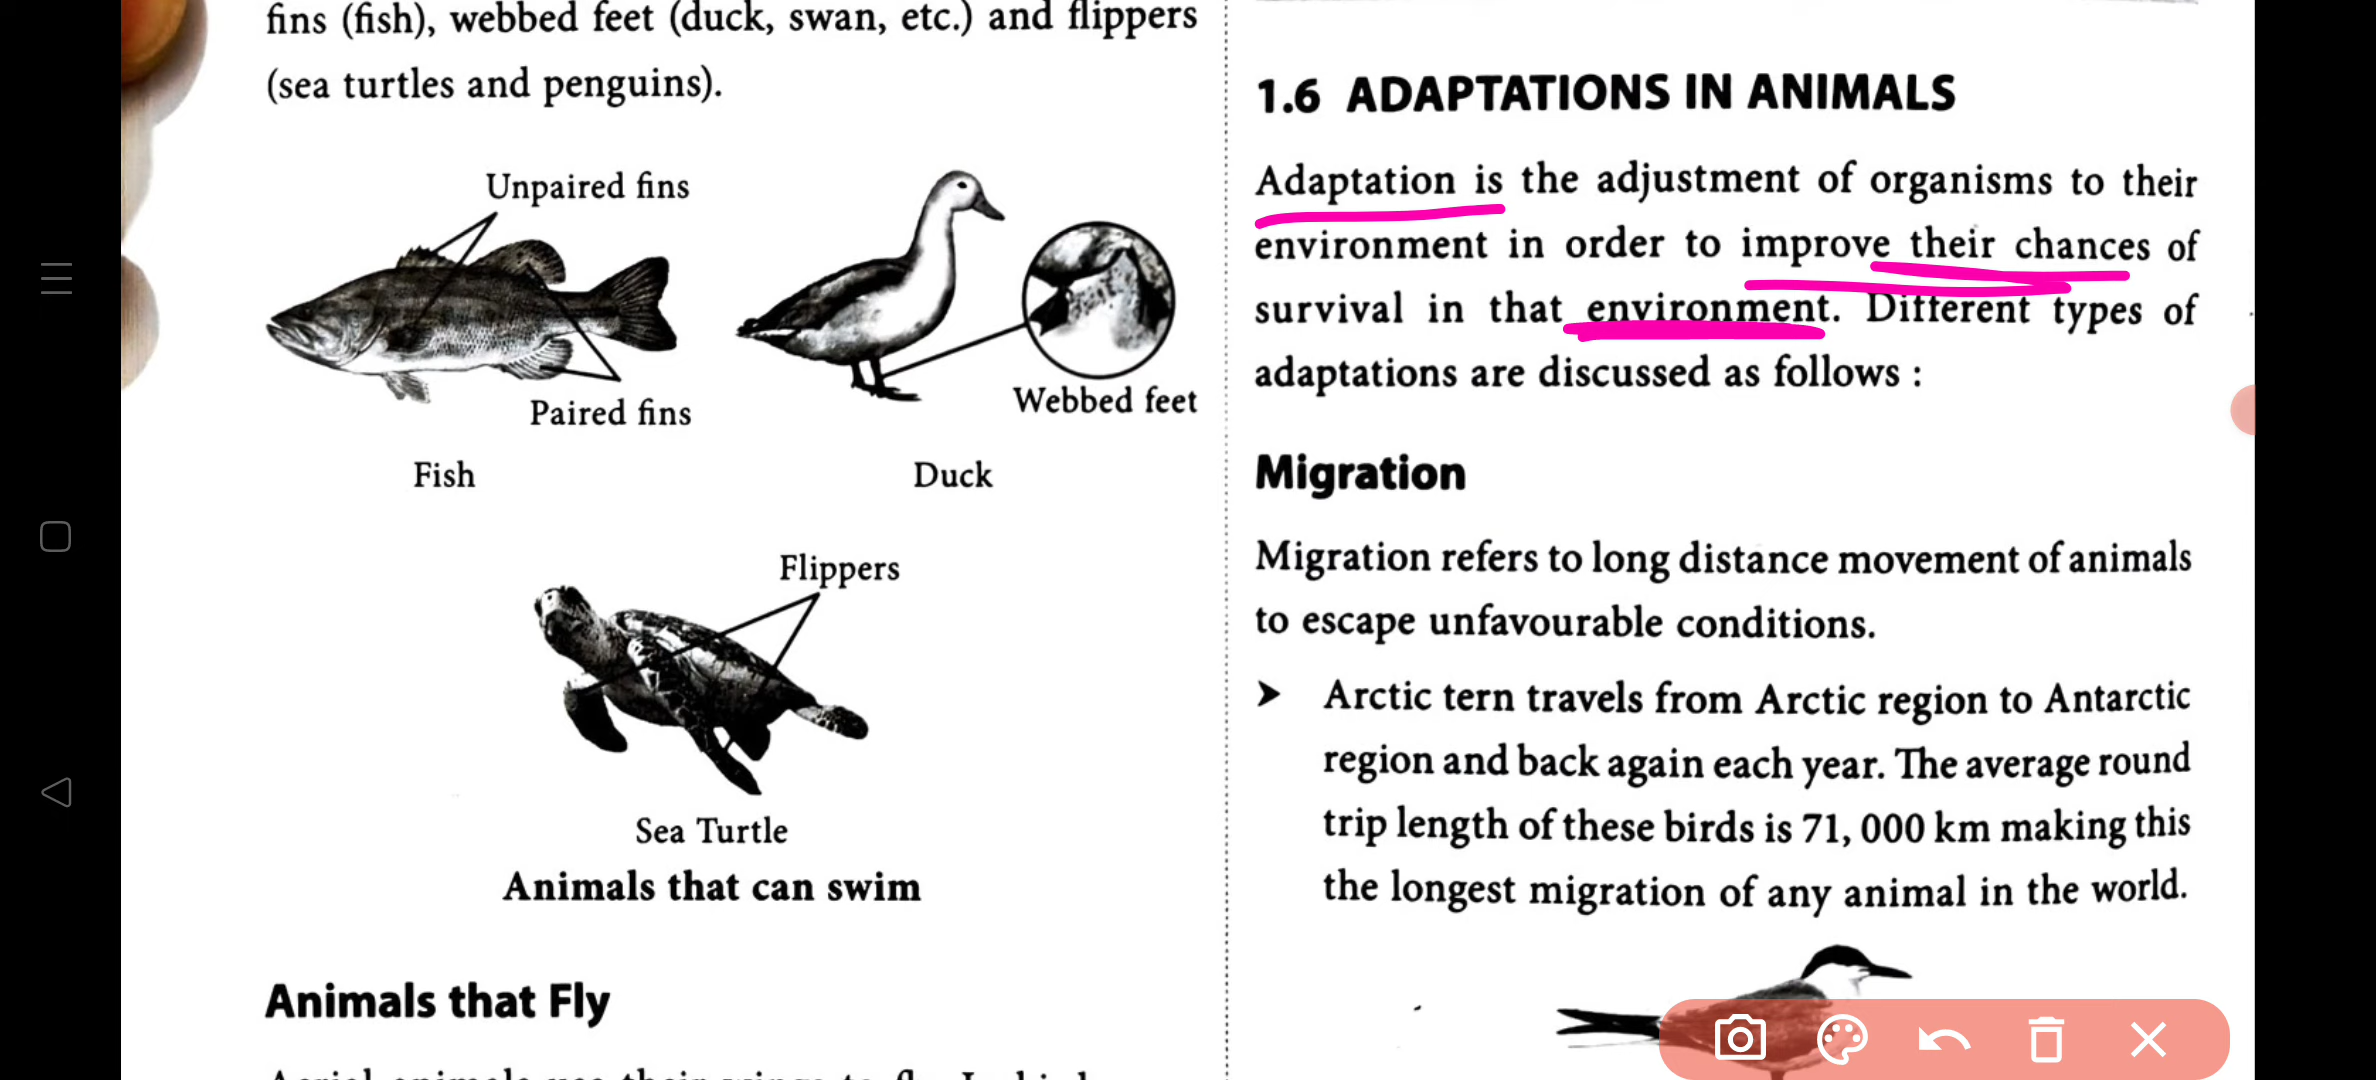 fins (fish), webbed feet (duck, swan, etc.) and flippers
(sea turtles and penguins).
Unpaired fins
Paired fins
Webbed feet
Fish
Duck
Flippers
Sea Turtle
Animals that can swim
Animals that Fly
1.6 ADAPTATIONS IN ANIMALS
Adaptation is the adjustment of organisms to their
environment in order to improve their chances of
survival in that environment. Different types of
adaptations are discussed as follows :
Migration
Migration refers to long distance movement of animals
to escape unfavourable conditions.
➤ Arctic tern travels from Arctic region to Antarctic
region and back again each year. The average round
trip length of these birds is 71, 000 km making this
the longest migration of any animal in the world.